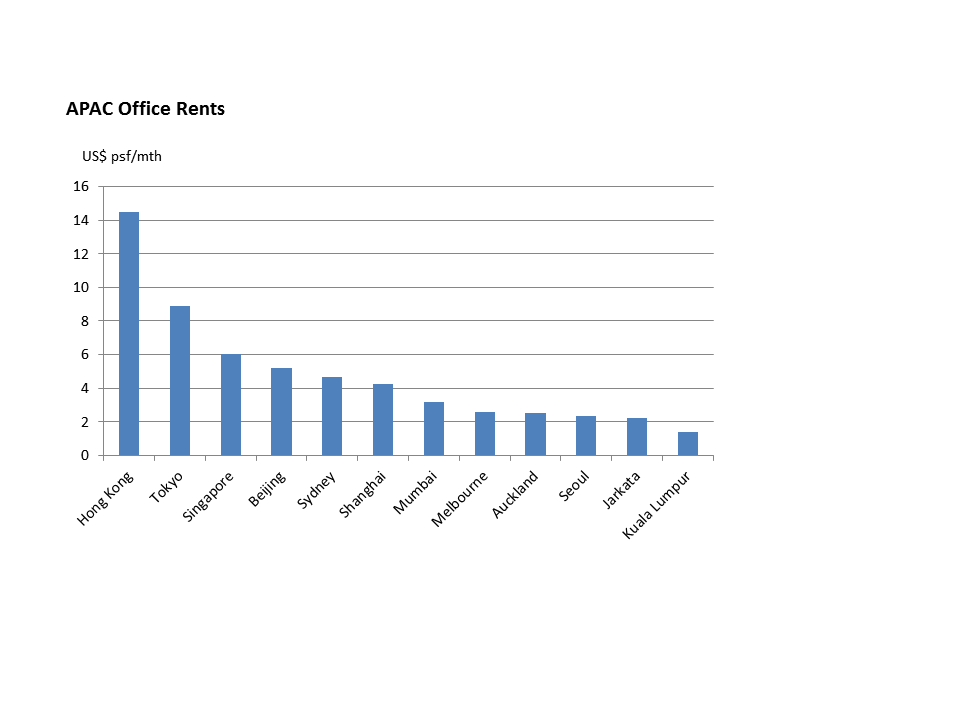 APAC Office Rents
US$ psf/mth
16
14
12
10
8
6
4
2
0
Hong Kong
Tokyo
Singapore
Beijing
Sydney
Shanghai
Mumbai
Melbourne
Auckland
Seoul
Jarkata
Kuala Lumpur